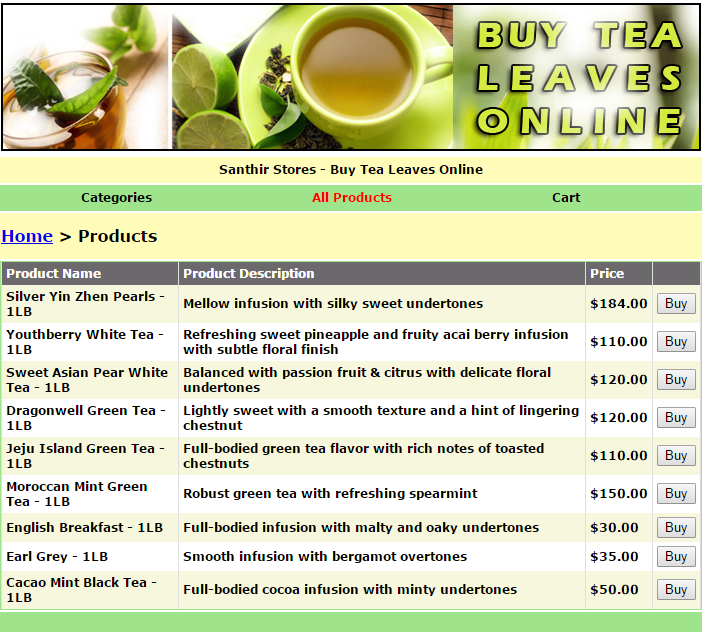 BUY TEA
LEAVES
ONLINE
Santhir Stores - Buy Tea Leaves Online
Categories All Products Cart
Home > Products
Product Name Product Description Price
Silver Yin Zhen Pearls -
1LB
Mellow infusion with silky sweet undertones
$184.00 Buy
Youthberry White Tea -
1LB
Refreshing sweet pineapple and fruity acai berry infusion
with subtle floral finish
$110.00 Buy
Sweet Asian Pear White
Tea - 1LB
Balanced with passion fruit & citrus with delicate floral
undertones
$120.00 Buy
Dragonwell Green Tea -
1LB
Lightly sweet with a smooth texture and a hint of lingering
chestnut
$120.00 Buy
Jeju Island Green Tea -
1LB
Full-bodied green tea flavor with rich notes of toasted
chestnuts
$110.00 Buy
Moroccan Mint Green
Tea - 1LB
Robust green tea with refreshing spearmint
$150.00 Buy
English Breakfast - 1LB Full-bodied infusion with malty and oaky undertones $30.00 Buy
Earl Grey - 1LB Smooth infusion with bergamot overtones $35.00 Buy
Cacao Mint Black Tea -
1LB
Full-bodied cocoa infusion with minty undertones
$50.00 Buy